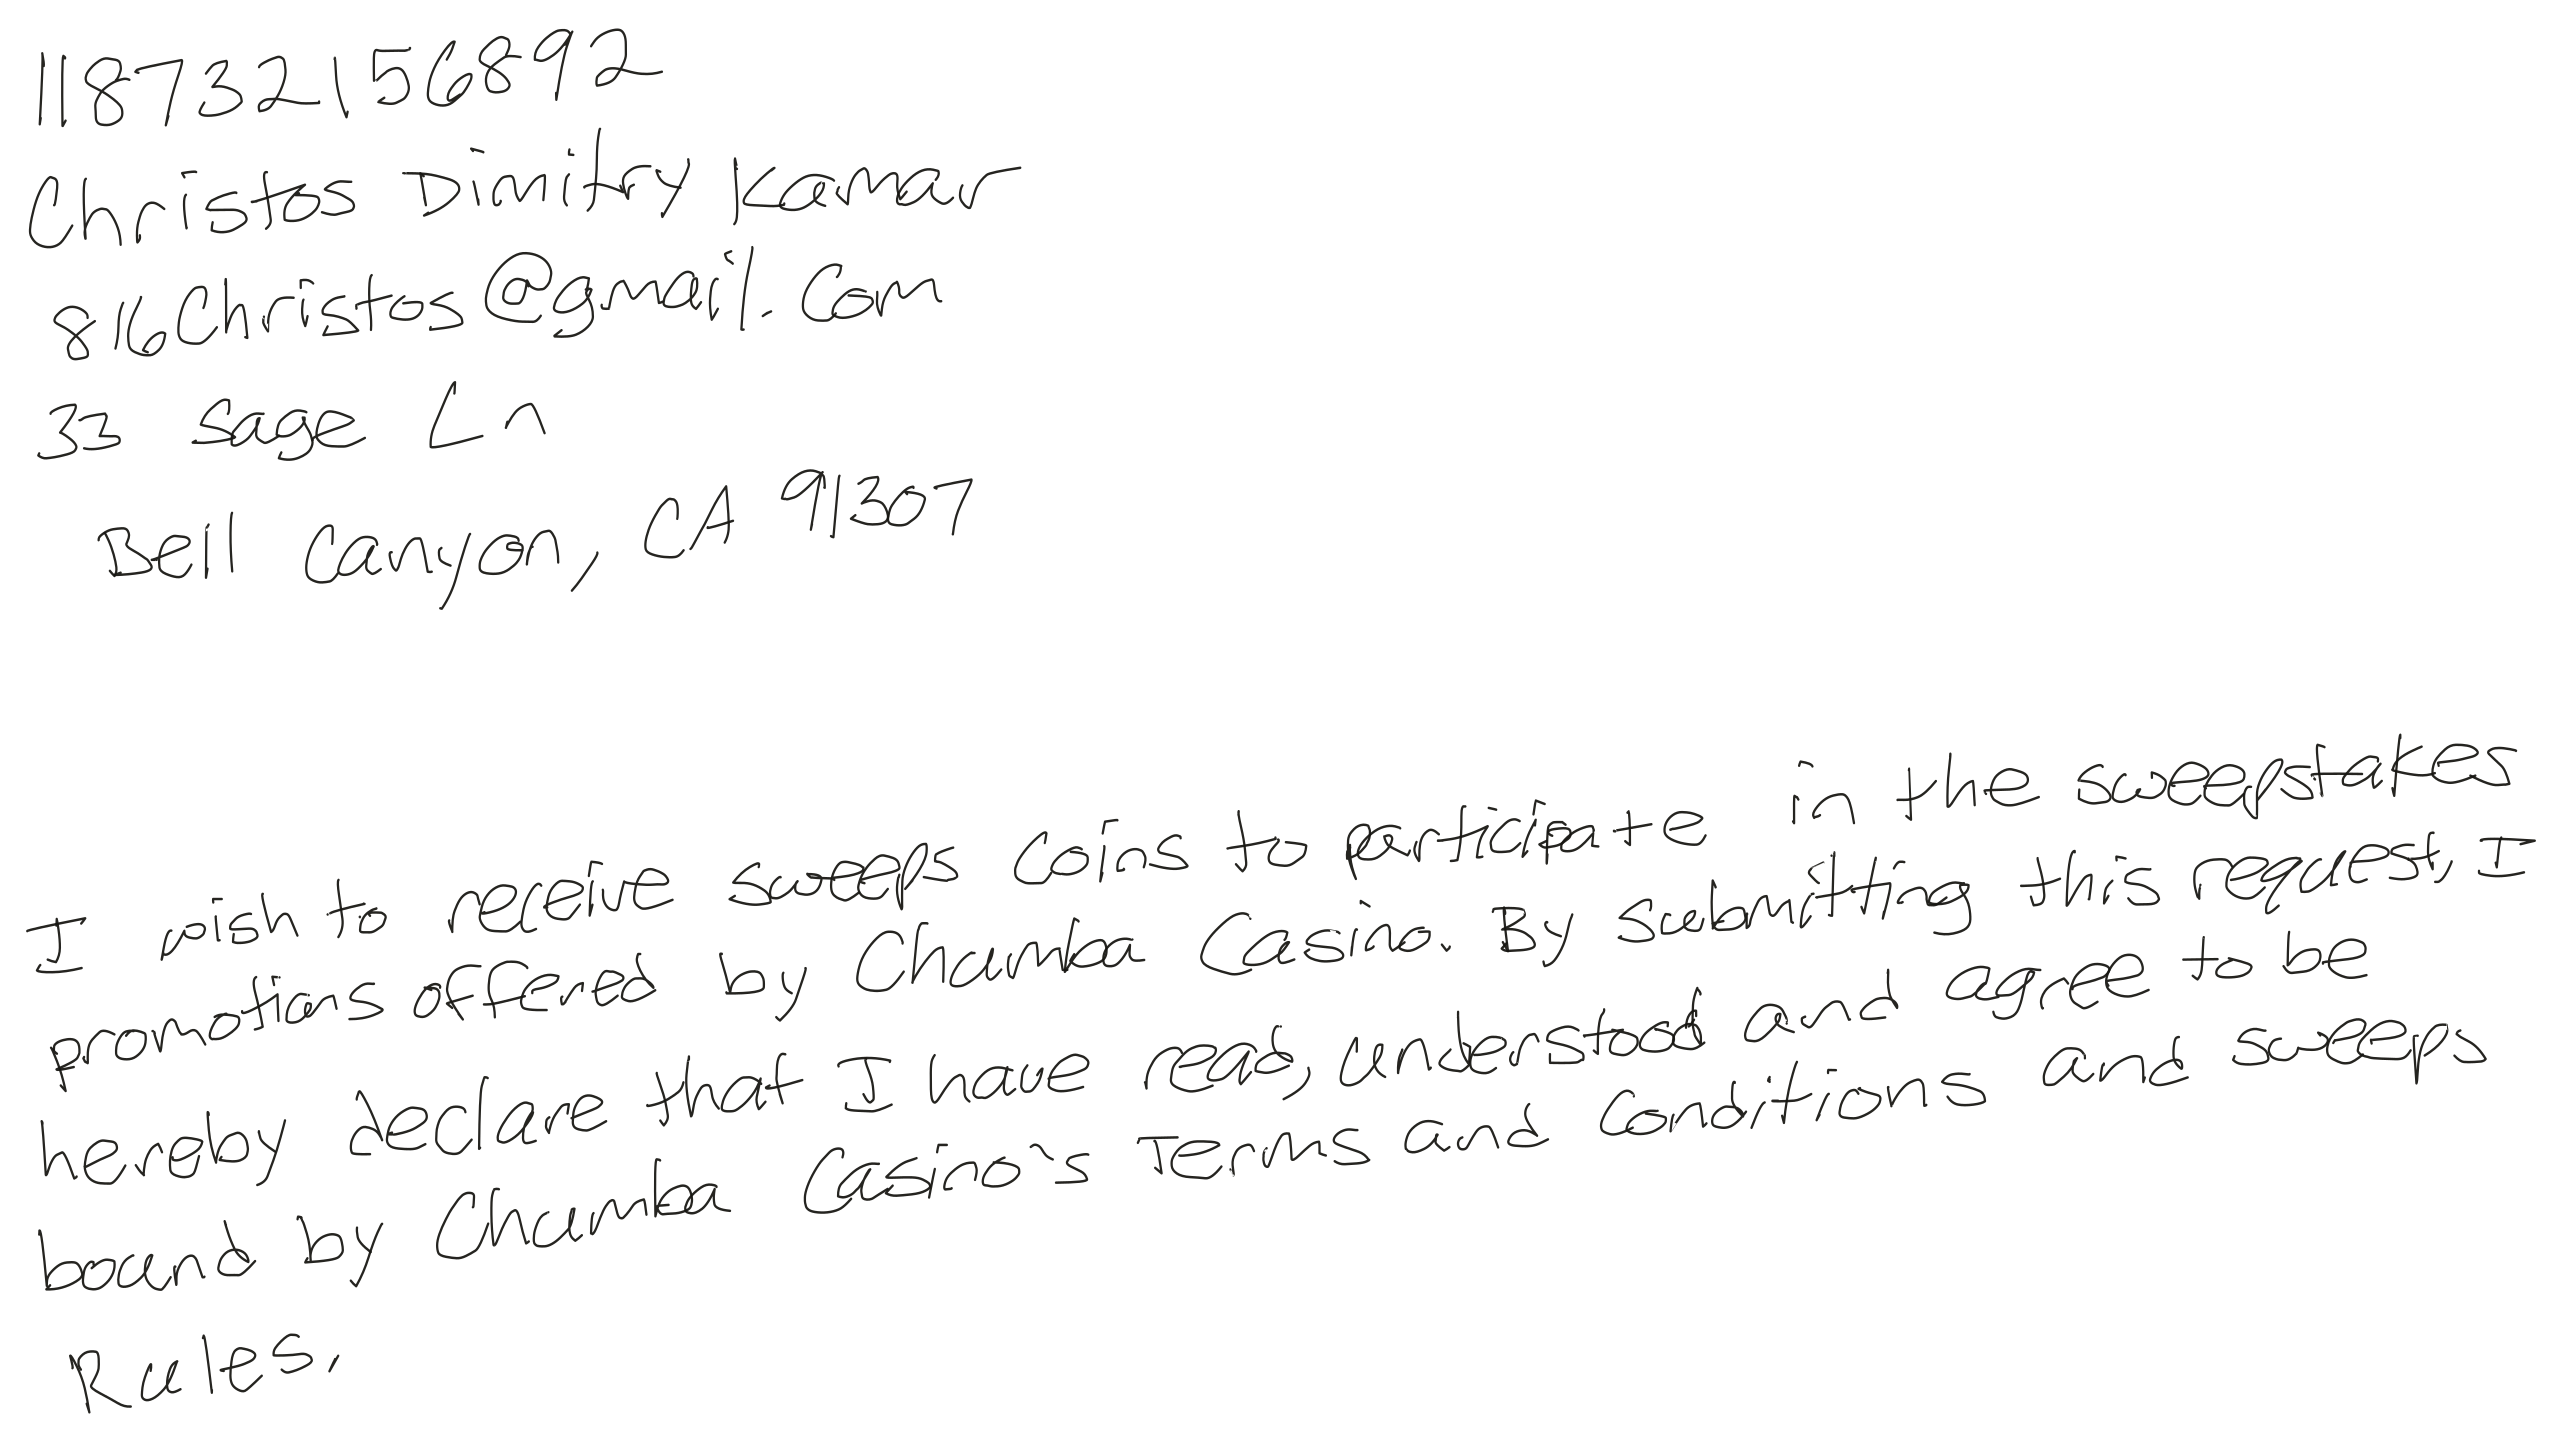 118732156892
Christos Dimitry Kamar
816Christos@gmail.com
33 Sage Ln
Bell Canyon, CA 91307
I wish to receive sweeps coins to participate in the sweepstakes
promotions offered by Chumba Casino. By submitting this request, I
hereby declare that I have read, understood and agree to be
bound by Chumba Casino's Terms and Conditions and sweeps
Rules.